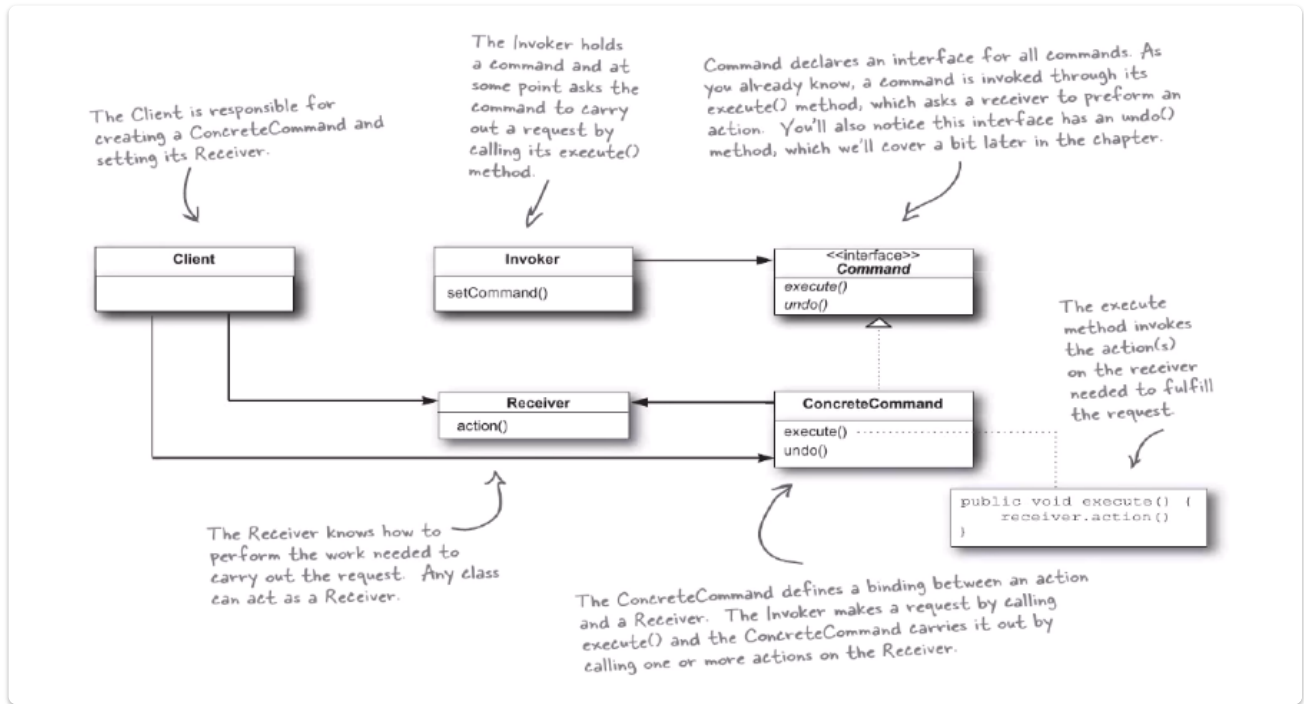 The Client is responsible for
creating a ConcreteCommand and
setting its Receiver.
The Invoker holds
a command and at
some point asks the
command to carry
out a request by
calling its execute()
method.
Command declares an interface for all commands. As
you already know, a command is invoked through its
execute() method, which asks a receiver to preform an
action. You'll also notice this interface has an undo()
method, which we'll cover a bit later in the chapter.
Client
Invoker
setCommand()
<<interface>>
Command
execute()
undo()
The execute
method invokes
the action(s)
on the receiver
needed to fulfill
the request.
Receiver
action()
ConcreteCommand
execute()
undo()
public void execute() {
receiver.action()
}
The Receiver knows how to
perform the work needed to
carry out the request. Any class
can act as a Receiver.
The ConcreteCommand defines a binding between an action
and a Receiver. The Invoker makes a request by calling
execute() and the ConcreteCommand carries it out by
calling one or more actions on the Receiver.